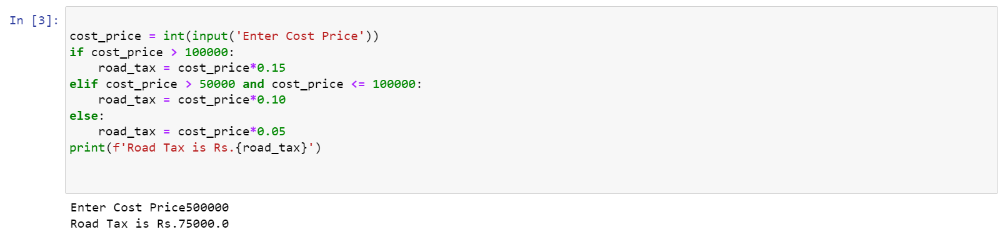 In [3]:
cost_price = int(input('Enter Cost Price'))
if cost_price > 100000:
    road_tax = cost_price*0.15
elif cost_price > 50000 and cost_price <= 100000:
    road_tax = cost_price*0.10
else:
    road_tax = cost_price*0.05
print(f'Road Tax is Rs.{road_tax}')
Enter Cost Price500000
Road Tax is Rs.75000.0